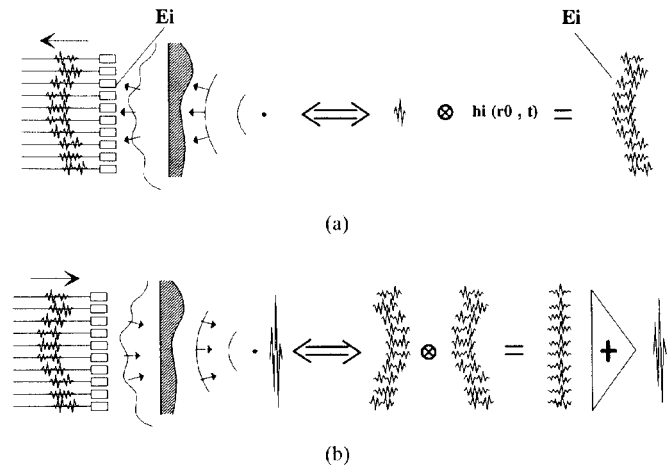 Ei
Ei
⊗ hi (r0 , t) =
(a)
⊗ = +
(b)